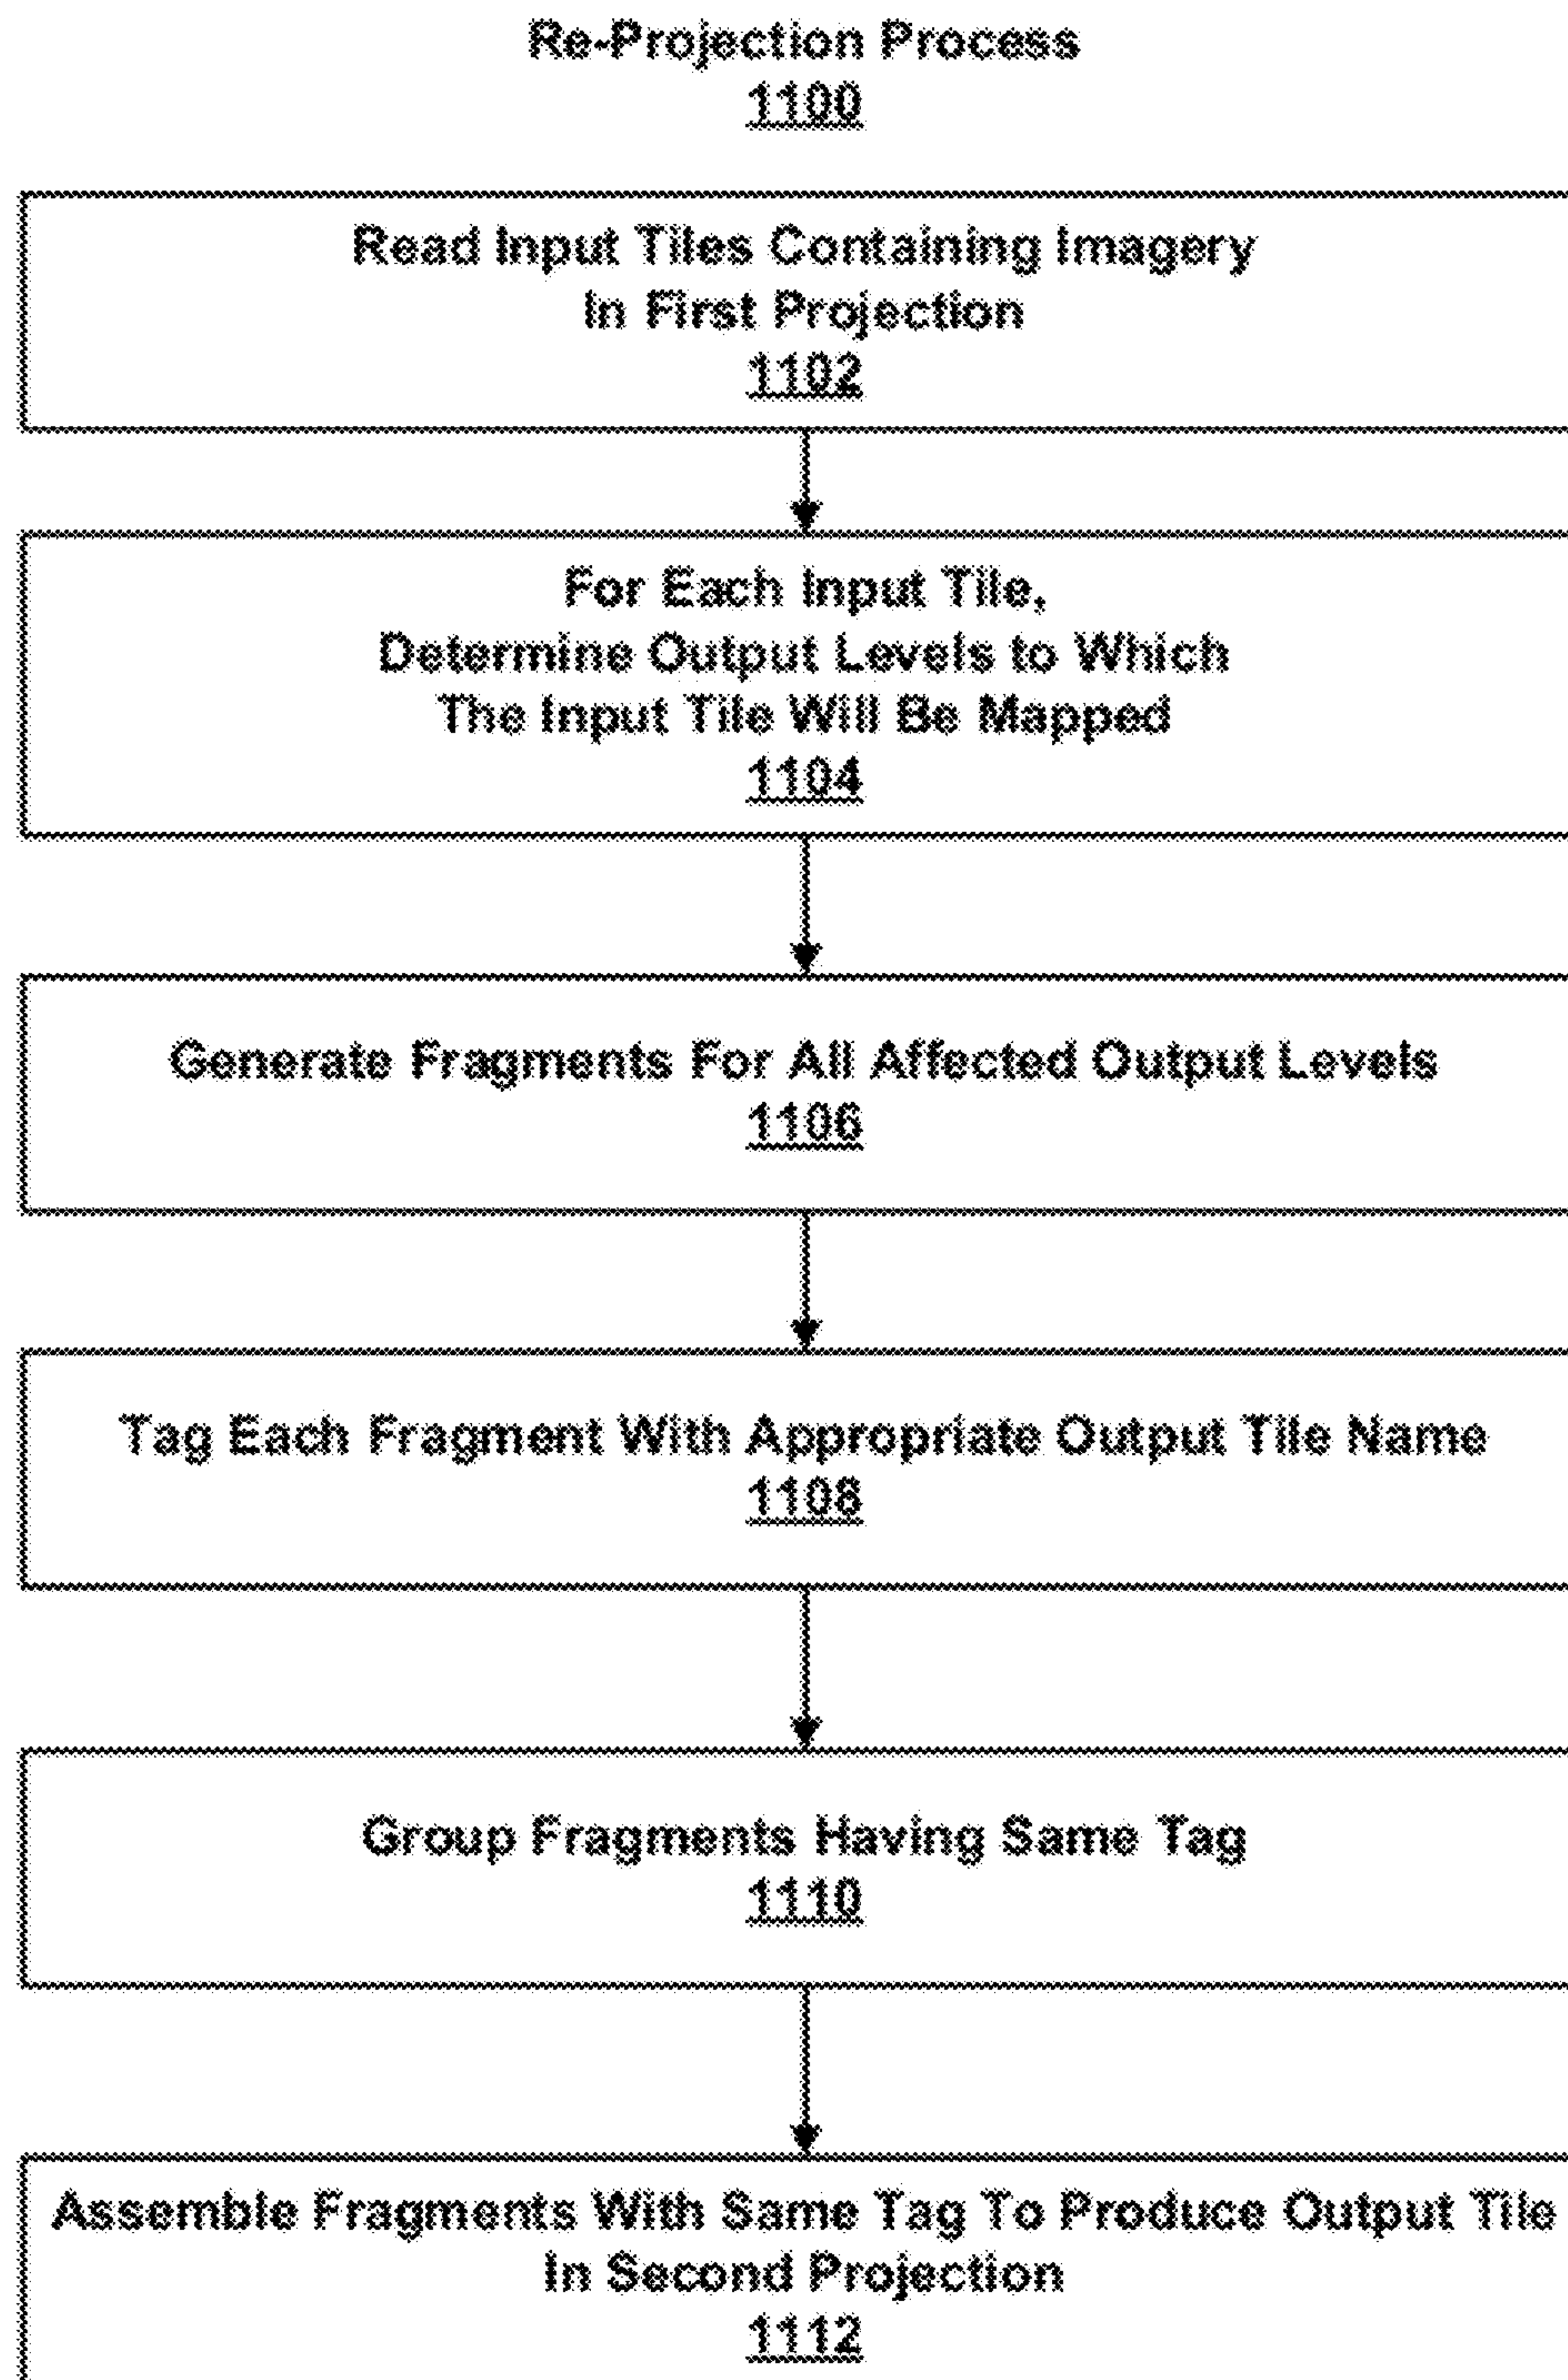 Re-Projection Process
1100
Read Input Tiles Containing Imagery
In First Projection
1102
For Each Input Tile,
Determine Output Levels to Which
The Input Tile Will Be Mapped
1104
Generate Fragments For All Affected Output Levels
1106
Tag Each Fragment With Appropriate Output Tile Name
1108
Group Fragments Having Same Tag
1110
Assemble Fragments With Same Tag To Produce Output Tile
In Second Projection
1112